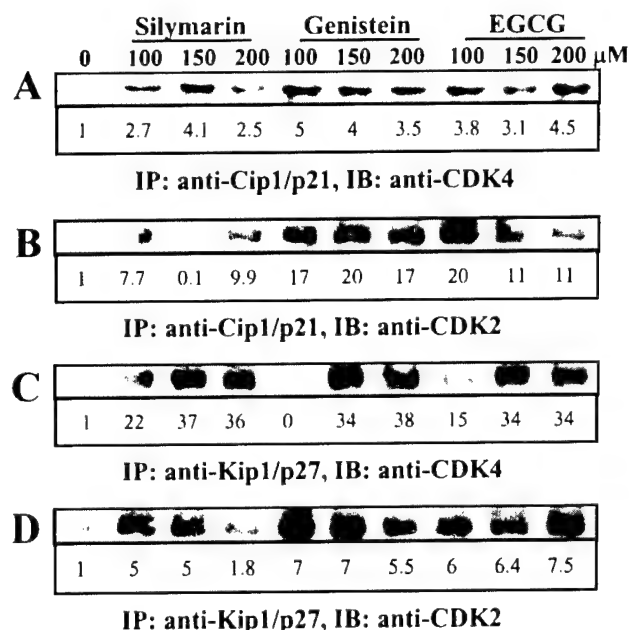 Silymarin Genistein EGCG
0 100 150 200 100 150 200 100 150 200 µM
A
1 2.7 4.1 2.5 5 4 3.5 3.8 3.1 4.5
IP: anti-Cip1/p21, IB: anti-CDK4
B
1 7.7 0.1 9.9 17 20 17 20 11 11
IP: anti-Cip1/p21, IB: anti-CDK2
C
1 22 37 36 0 34 38 15 34 34
IP: anti-Kip1/p27, IB: anti-CDK4
D
1 5 5 1.8 7 7 5.5 6 6.4 7.5
IP: anti-Kip1/p27, IB: anti-CDK2